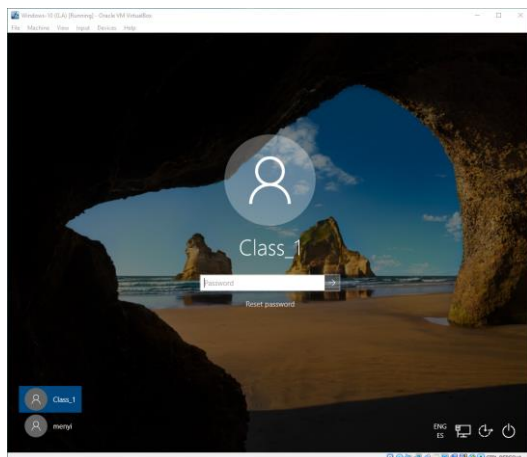 Windows 10 (LA) [Running] - Oracle VM VirtualBox
File Machine View Input Devices Help
Class_1
Password
Reset password
Class_1
menyi
ENG
ES